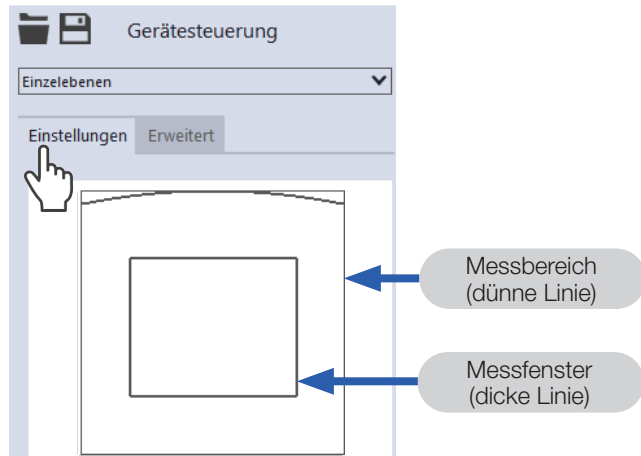 Gerätesteuerung
Einzelebenen
Einstellungen Erweitert
Messbereich
(dünne Linie)
Messfenster
(dicke Linie)